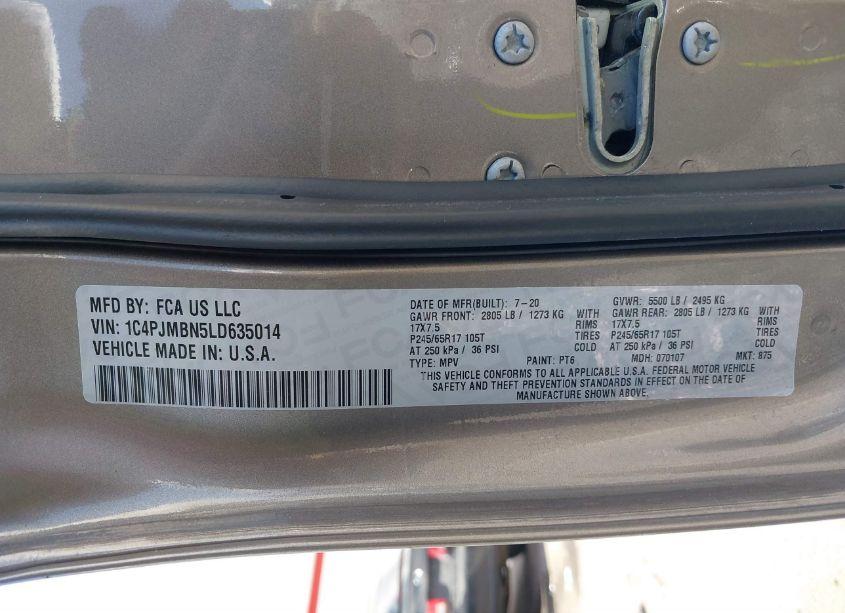 MFD BY: FCA US LLC
VIN: 1C4PJMBN5LD635014
VEHICLE MADE IN: U.S.A.
DATE OF MFR(BUILT): 7-20 GVWR: 5500 LB / 2495 KG
GAWR FRONT: 2805 LB / 1273 KG GAWR REAR: 2805 LB / 1273 KG
17X7.5 RIMS 17X7.5 RIMS
P245/65R17 105T TIRES P245/65R17 105T TIRES
AT 250 kPa / 36 PSI COLD AT 250 kPa / 36 PSI COLD
TYPE: MPV PAINT: PT6 MDH: 070107 MKT: 875
THIS VEHICLE CONFORMS TO ALL APPLICABLE U.S.A. FEDERAL MOTOR VEHICLE
SAFETY AND THEFT PREVENTION STANDARDS IN EFFECT ON THE DATE OF
MANUFACTURE SHOWN ABOVE.